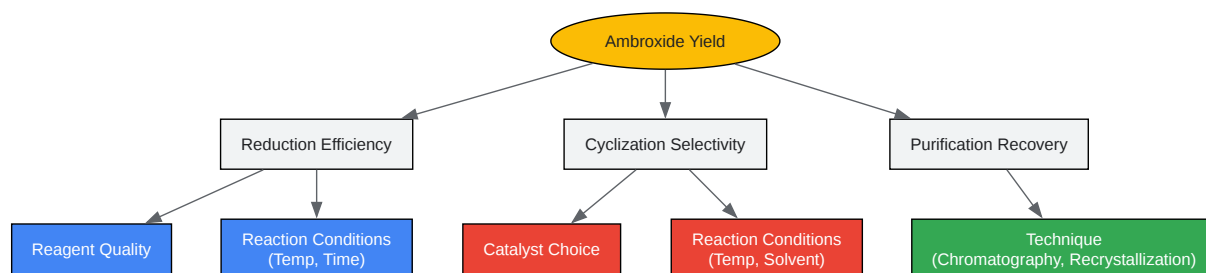 Ambroxide Yield
Reduction Efficiency
Cyclization Selectivity
Purification Recovery
Reagent Quality
Reaction Conditions
(Temp, Time)
Catalyst Choice
Reaction Conditions
(Temp, Solvent)
Technique
(Chromatography, Recrystallization)